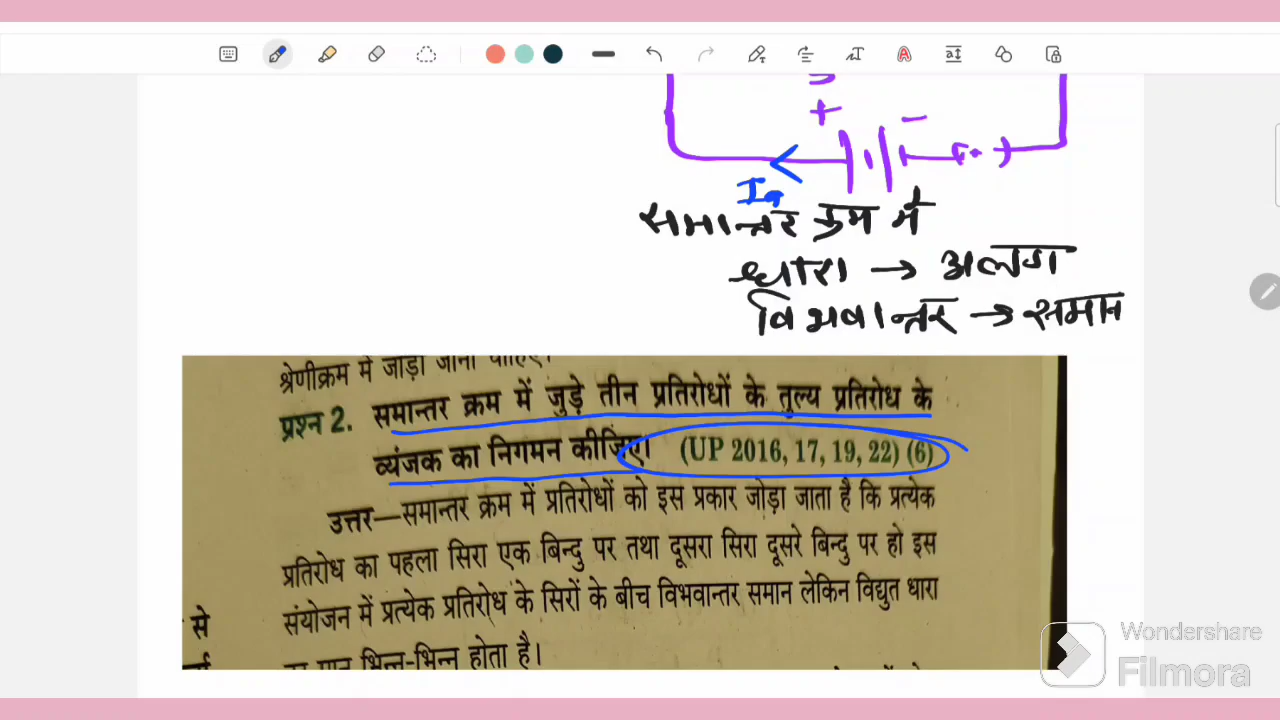 + −
I
समान्तर क्रम में
धारा → अलग
विभवान्तर → समान
श्रेणीक्रम में जोड़ा जाना चाहिए।
प्रश्न 2. समान्तर क्रम में जुड़े तीन प्रतिरोधों के तुल्य प्रतिरोध के
व्यंजक का निगमन कीजिए। (UP 2016, 17, 19, 22) (6)
उत्तर—समान्तर क्रम में प्रतिरोधों को इस प्रकार जोड़ा जाता है कि प्रत्येक
प्रतिरोध का पहला सिरा एक बिन्दु पर तथा दूसरा सिरा दूसरे बिन्दु पर हो इस
संयोजन में प्रत्येक प्रतिरोध के सिरों के बीच विभवान्तर समान लेकिन विद्युत धारा
से
मान भिन्न-भिन्न होता है।
Wondershare
Filmora